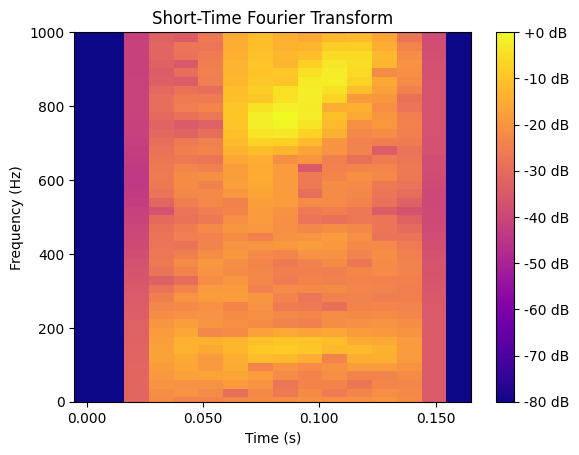 Short-Time Fourier Transform
1000
800
600
400
200
0
Frequency (Hz)
0.000
0.050
0.100
0.150
Time (s)
+0 dB
-10 dB
-20 dB
-30 dB
-40 dB
-50 dB
-60 dB
-70 dB
-80 dB